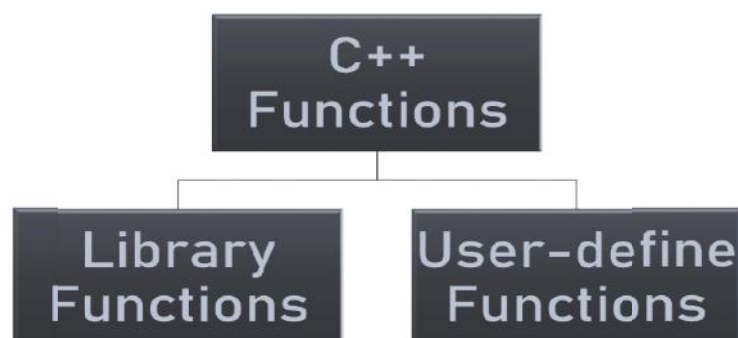 C++
Functions
Library
Functions
User-define
Functions